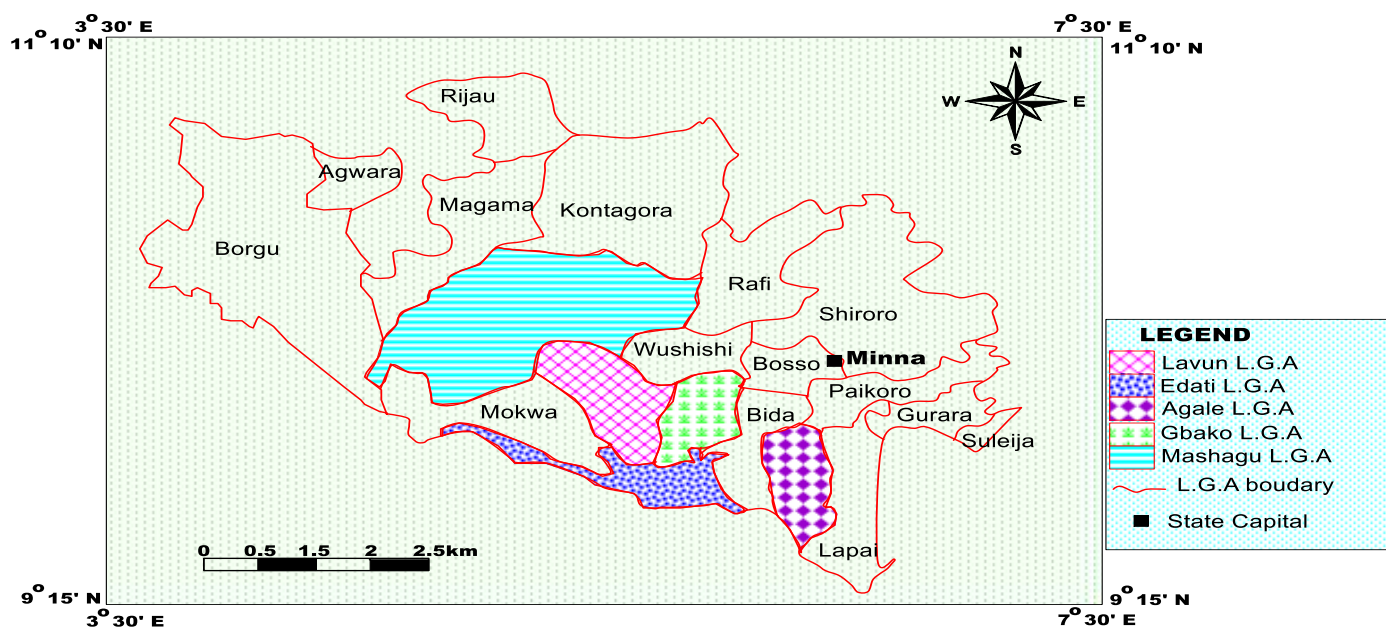 3° 30' E
7° 30' E
11° 10' N
11° 10' N
N
W
E
S
Rijau
Agwara
Magama
Kontagora
Borgu
Rafi
Shiroro
Wushishi
Bosso
Minna
Paikoro
Mokwa
Bida
Gurara
Suleija
Lapai
LEGEND
Lavun L.G.A
Edati L.G.A
Agale L.G.A
Gbako L.G.A
Mashagu L.G.A
L.G.A boudary
State Capital
0 0.5 1.5 2 2.5km
9° 15' N
9° 15' N
3° 30' E
7° 30' E